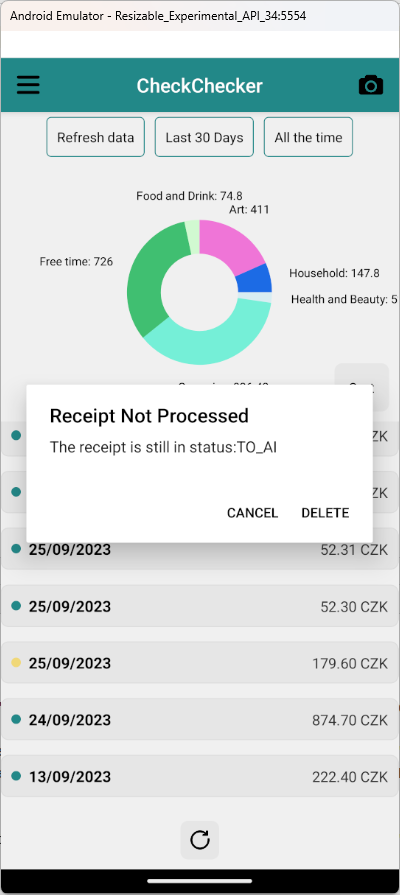 Android Emulator - Resizable_Experimental_API_34:5554
CheckChecker
Refresh data
Last 30 Days
All the time
Food and Drink: 74.8
Art: 411
Free time: 726
Household: 147.8
Health and Beauty: 5
Receipt Not Processed
The receipt is still in status:TO_AI
CANCEL
DELETE
25/09/2023 52.31 CZK
25/09/2023 52.30 CZK
25/09/2023 179.60 CZK
24/09/2023 874.70 CZK
13/09/2023 222.40 CZK